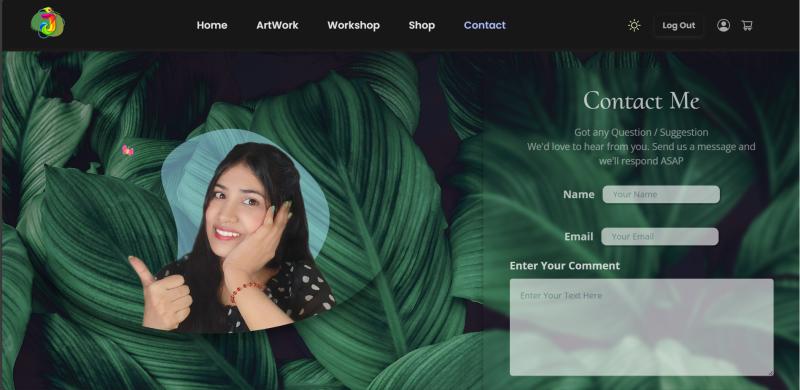 Home ArtWork Workshop Shop Contact Log Out
Contact Me
Got any Question / Suggestion
We'd love to hear from you. Send us a message and
we'll respond ASAP
Name Your Name
Email Your Email
Enter Your Comment
Enter Your Text Here